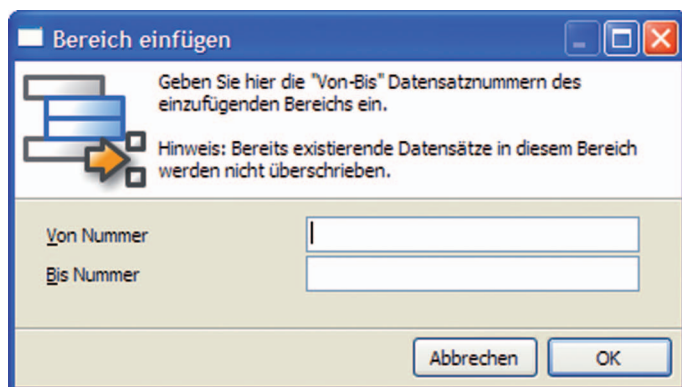 Bereich einfügen
Geben Sie hier die "Von-Bis" Datensatznummern des
einzufügenden Bereichs ein.
Hinweis: Bereits existierende Datensätze in diesem Bereich
werden nicht überschrieben.
Von Nummer
Bis Nummer
Abbrechen OK